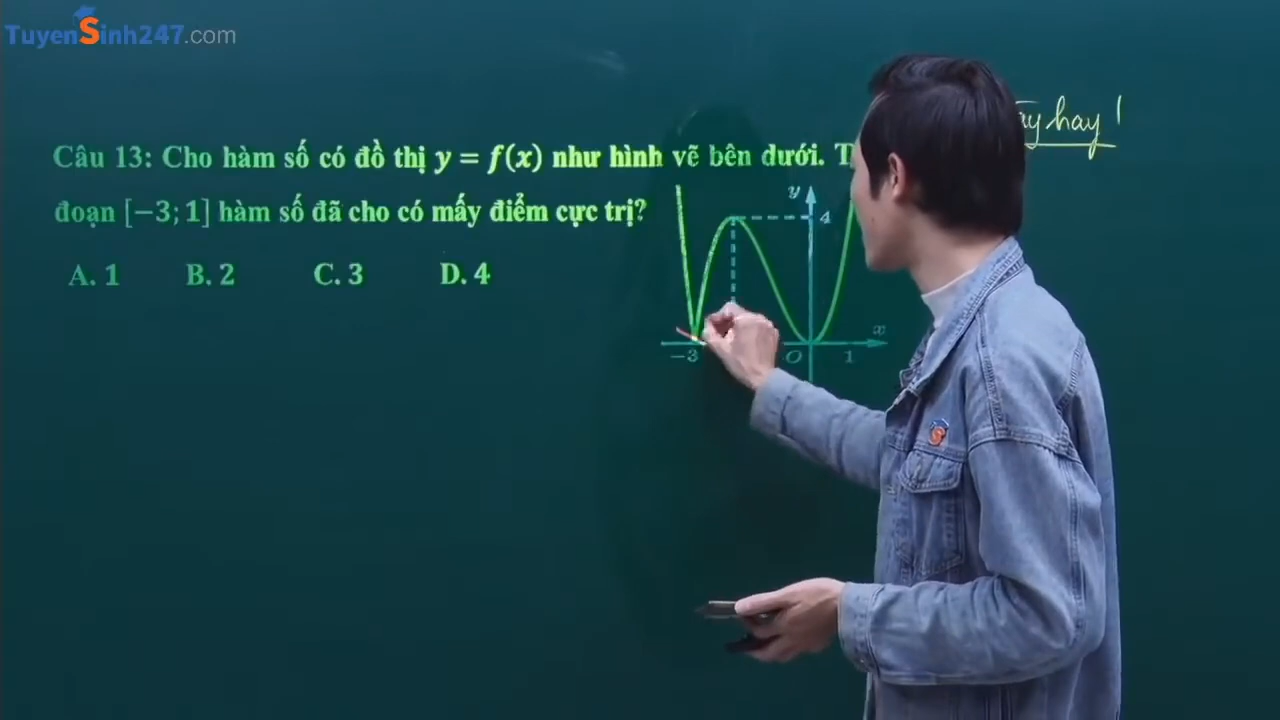 TuyenSinh247.com
ay hay !
Câu 13: Cho hàm số có đồ thị y = f(x) như hình vẽ bên dưới.
đoạn [−3; 1] hàm số đã cho có mấy điểm cực trị?
A. 1 B. 2 C. 3 D. 4
y
4
x
−3 O 1